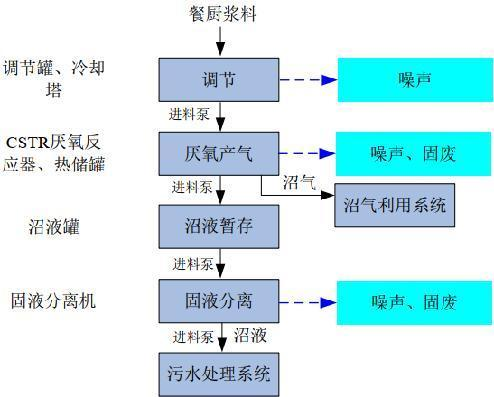 餐厨浆料
调节罐、冷却
塔
调节
噪声
进料泵
CSTR厌氧反
应器、热储罐
厌氧产气
噪声、固废
进料泵
沼气
沼气利用系统
沼液罐
沼液暂存
进料泵
固液分离机
固液分离
噪声、固废
进料泵
沼液
污水处理系统